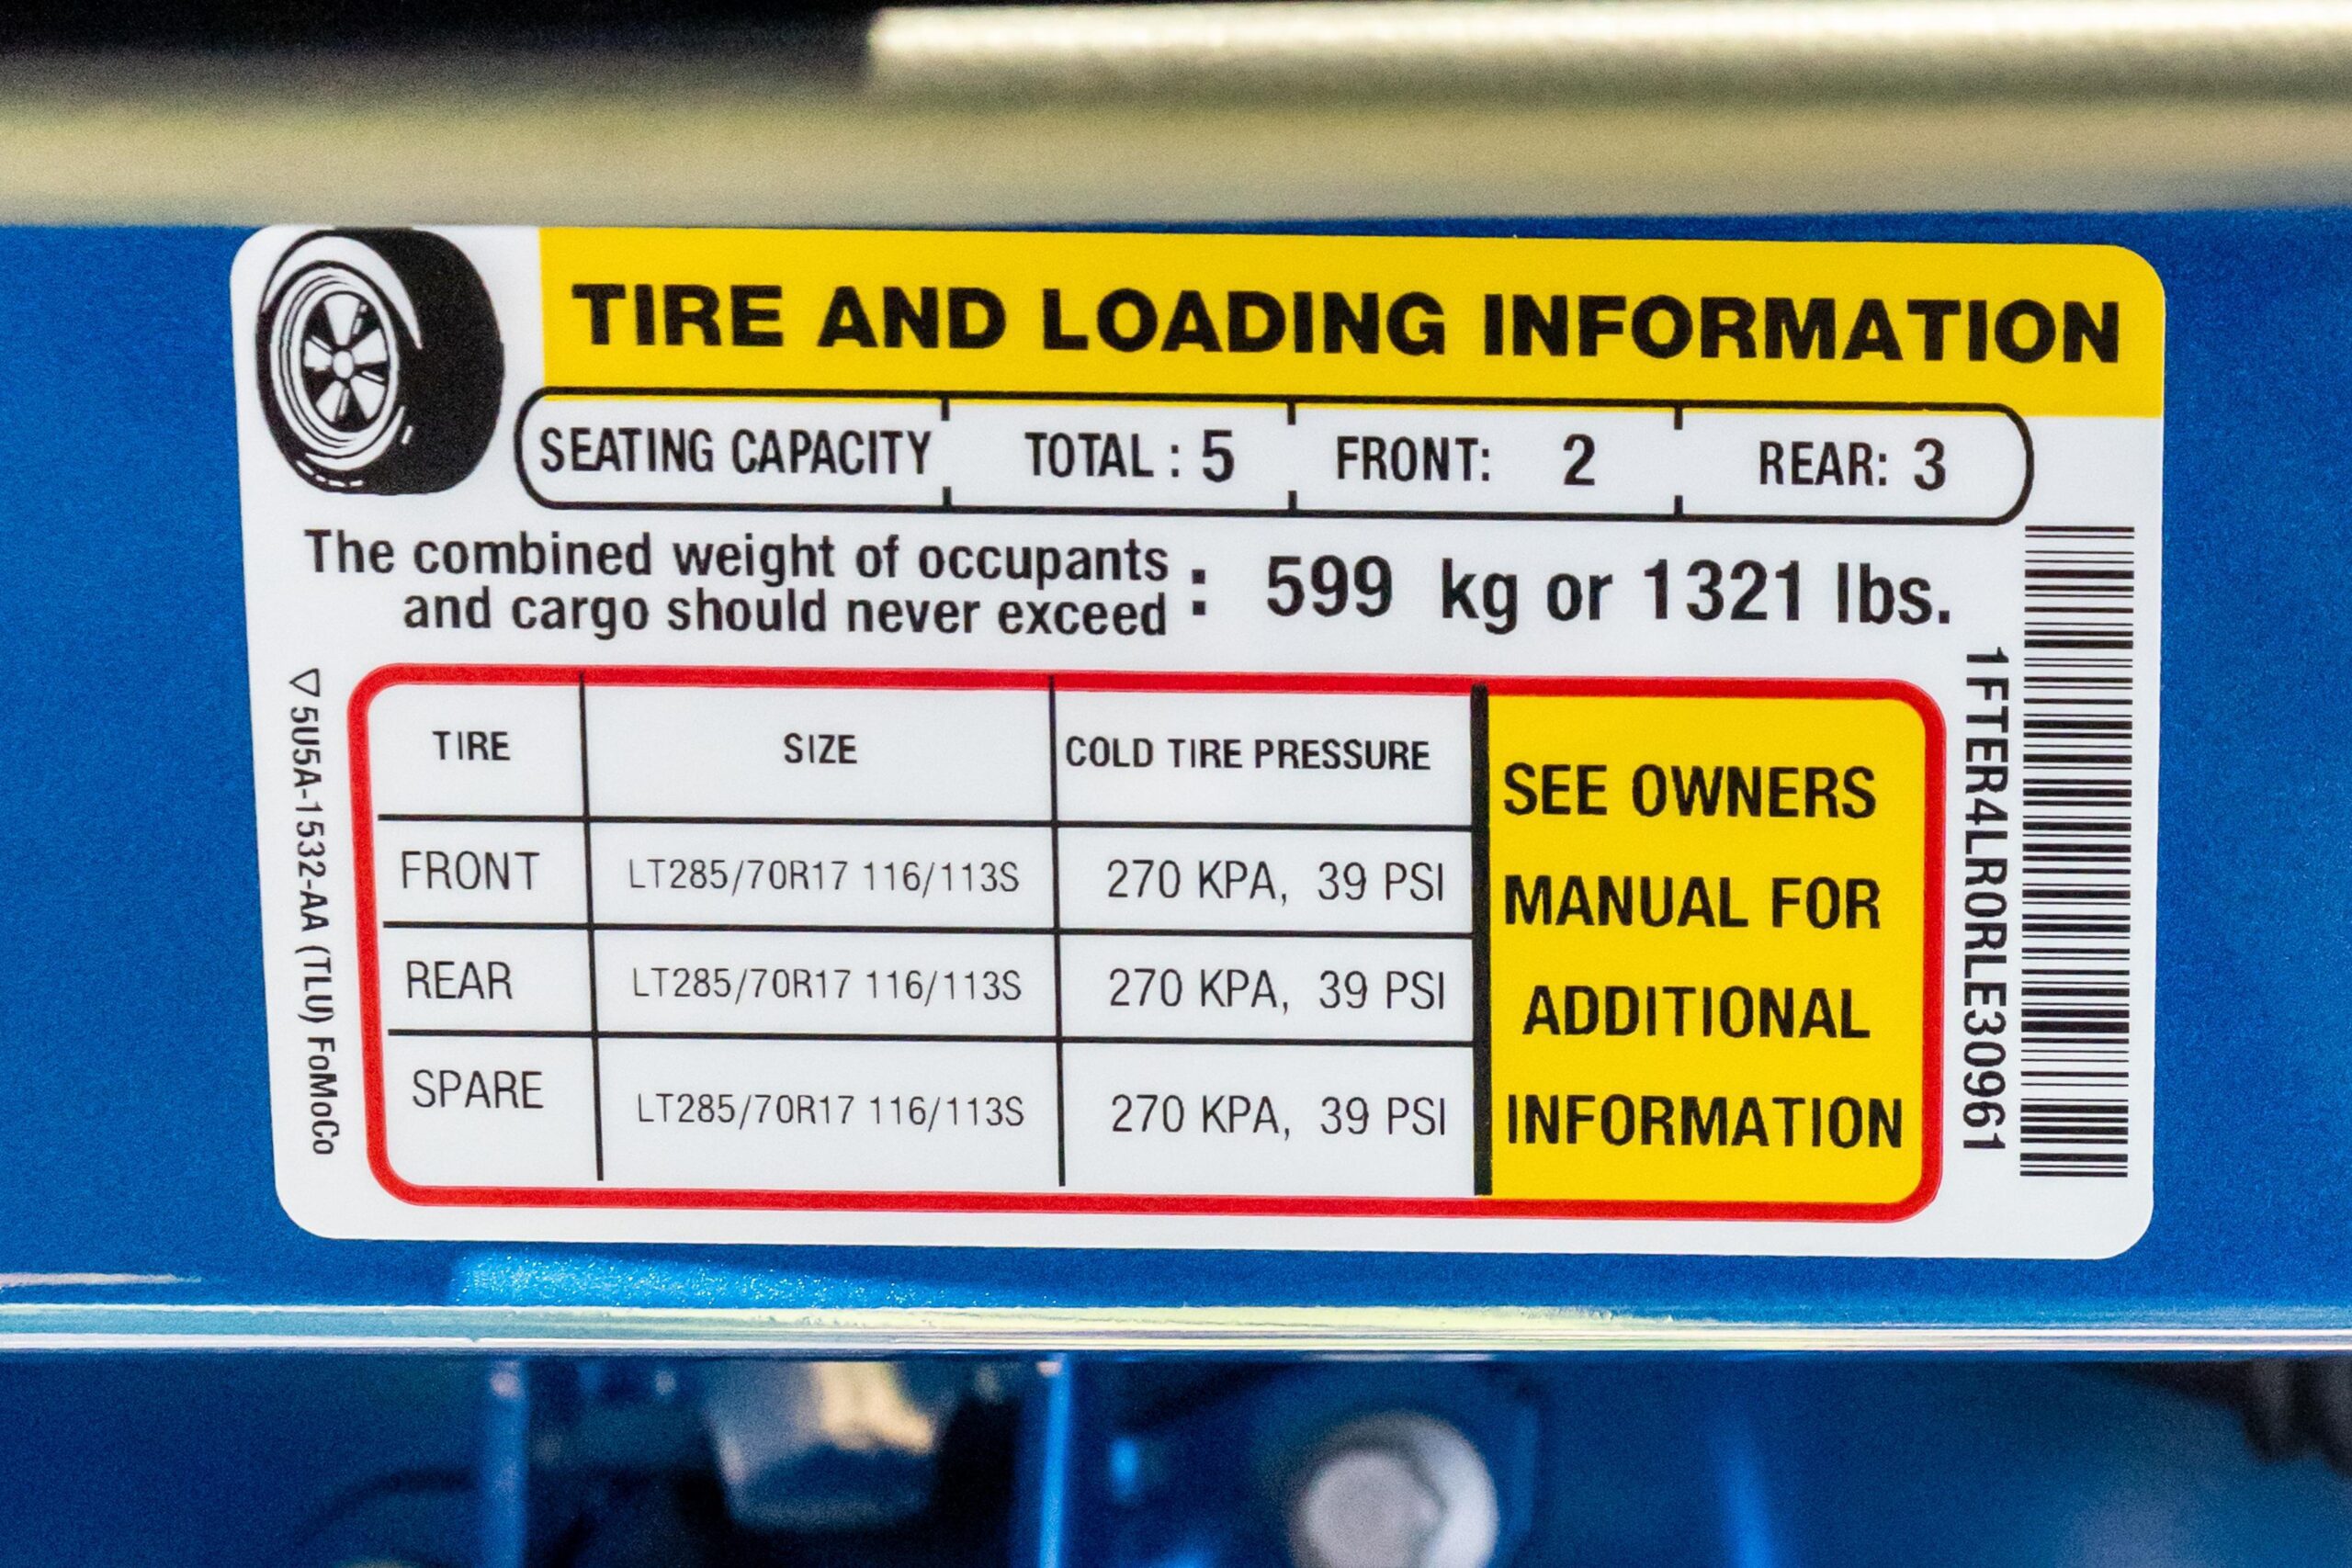 TIRE AND LOADING INFORMATION
SEATING CAPACITY TOTAL : 5 FRONT: 2 REAR: 3
The combined weight of occupants
and cargo should never exceed : 599 kg or 1321 lbs.
TIRE SIZE COLD TIRE PRESSURE
FRONT LT285/70R17 116/113S 270 KPA, 39 PSI
REAR LT285/70R17 116/113S 270 KPA, 39 PSI
SPARE LT285/70R17 116/113S 270 KPA, 39 PSI
SEE OWNERS
MANUAL FOR
ADDITIONAL
INFORMATION
5U5A-1532-AA (TLU) FoMoCo
1FTER4LR0RLE30961